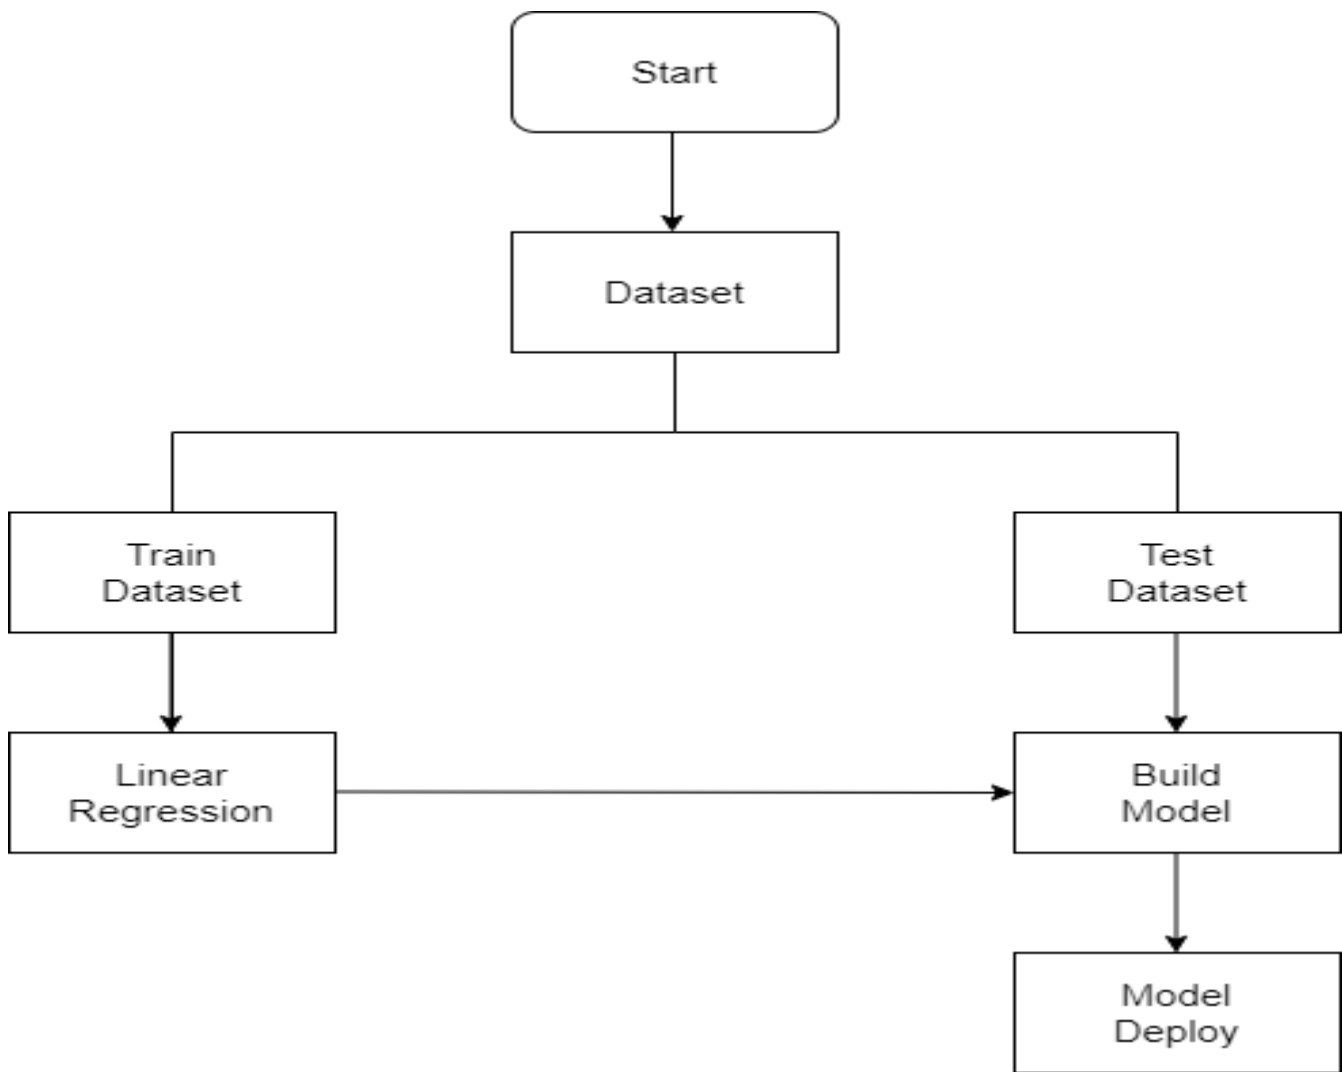 Start
Dataset
Train
Dataset
Test
Dataset
Linear
Regression
Build
Model
Model
Deploy